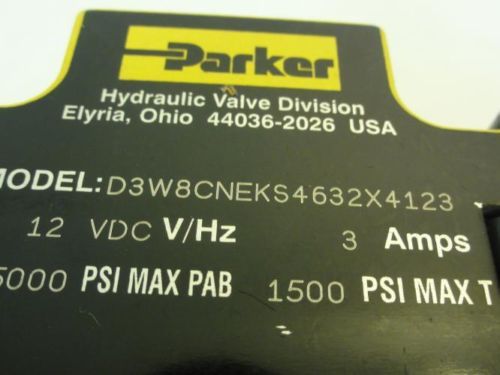 Parker
Hydraulic Valve Division
Elyria, Ohio 44036-2026 USA
MODEL: D3W8CNEKS4632X4123
12 VDC V/Hz 3 Amps
5000 PSI MAX PAB 1500 PSI MAX T